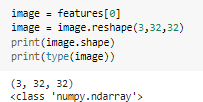 image = features[0]
image = image.reshape(3,32,32)
print(image.shape)
print(type(image))
(3, 32, 32)
<class 'numpy.ndarray'>